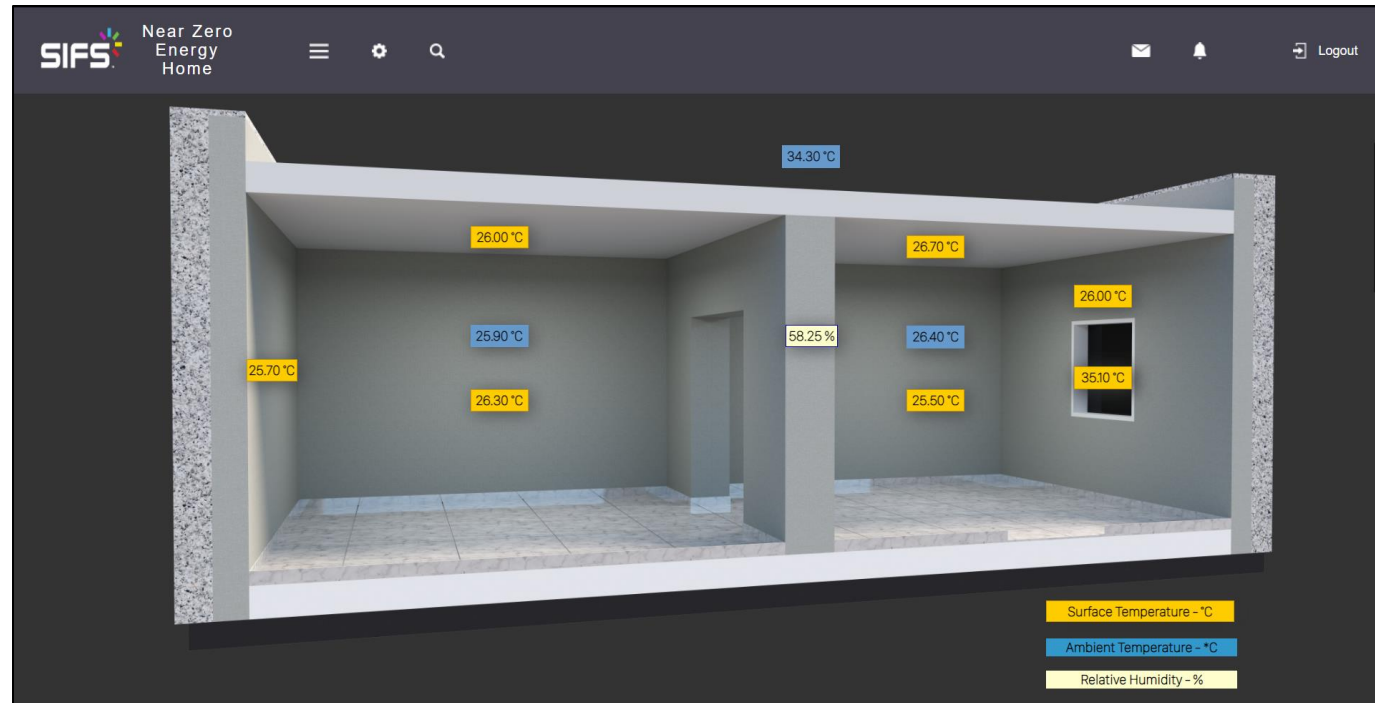 SIFS
Near Zero
Energy
Home
Logout
34.30 °C
26.00 °C
26.70 °C
26.00 °C
25.90 °C
58.25 %
26.40 °C
25.70 °C
35.10 °C
26.30 °C
25.50 °C
Surface Temperature - °C
Ambient Temperature - *C
Relative Humidity - %